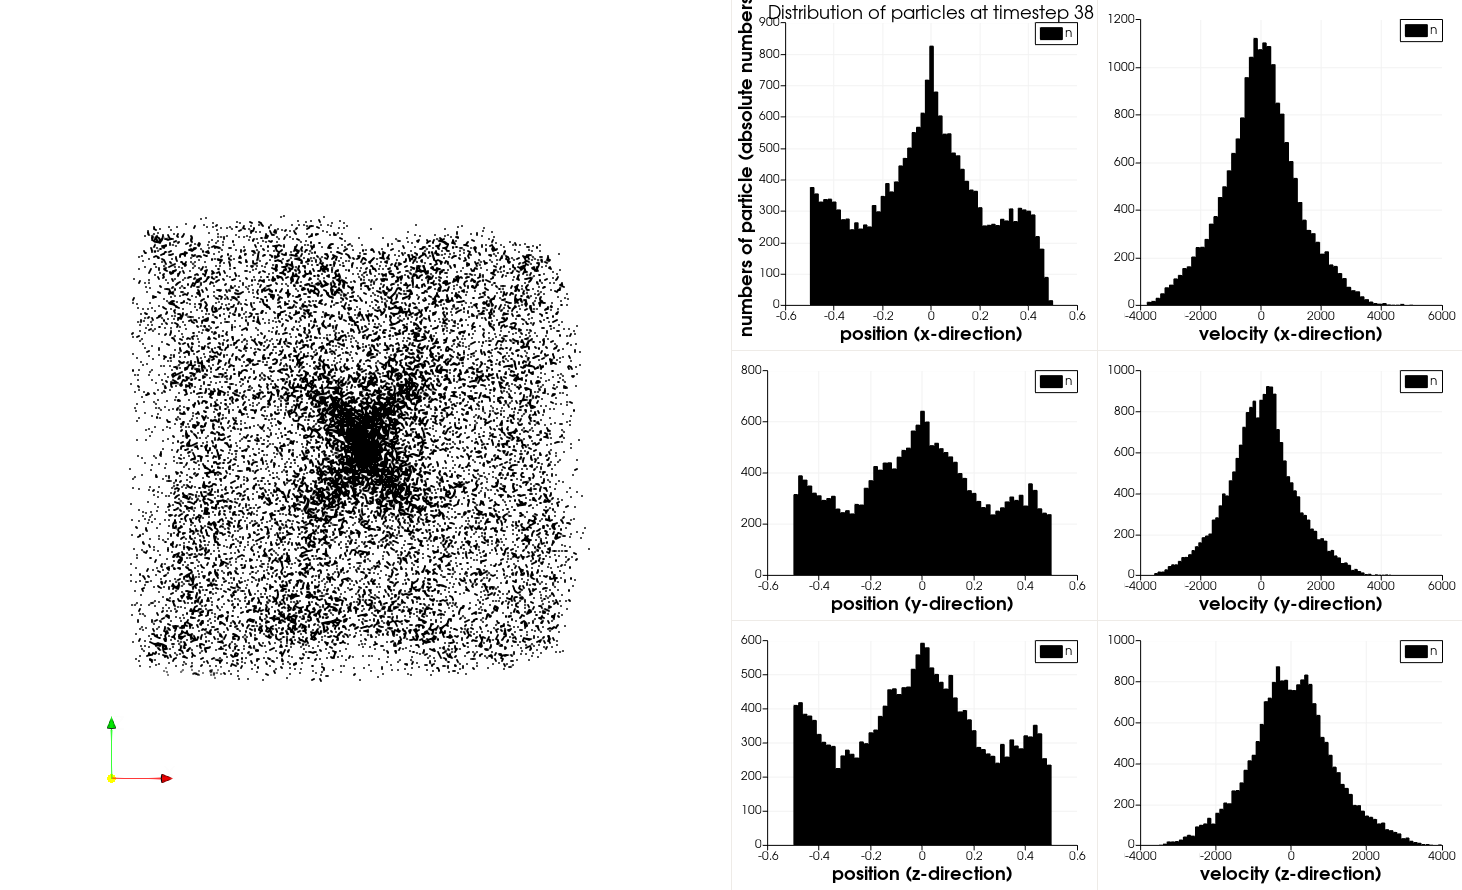 Distribution of particles at timestep 38
numbers of particle (absolute numbers
900
800
700
600
500
400
300
200
100
0
-0.6 -0.4 -0.2 0 0.2 0.4 0.6
position (x-direction)
n
1200
1000
800
600
400
200
0
-4000 -2000 0 2000 4000 6000
velocity (x-direction)
n
800
600
400
200
0
-0.6 -0.4 -0.2 0 0.2 0.4 0.6
position (y-direction)
n
1000
800
600
400
200
0
-4000 -2000 0 2000 4000 6000
velocity (y-direction)
n
600
500
400
300
200
100
0
-0.6 -0.4 -0.2 0 0.2 0.4 0.6
position (z-direction)
n
1000
800
600
400
200
0
-4000 -2000 0 2000 4000
velocity (z-direction)
n